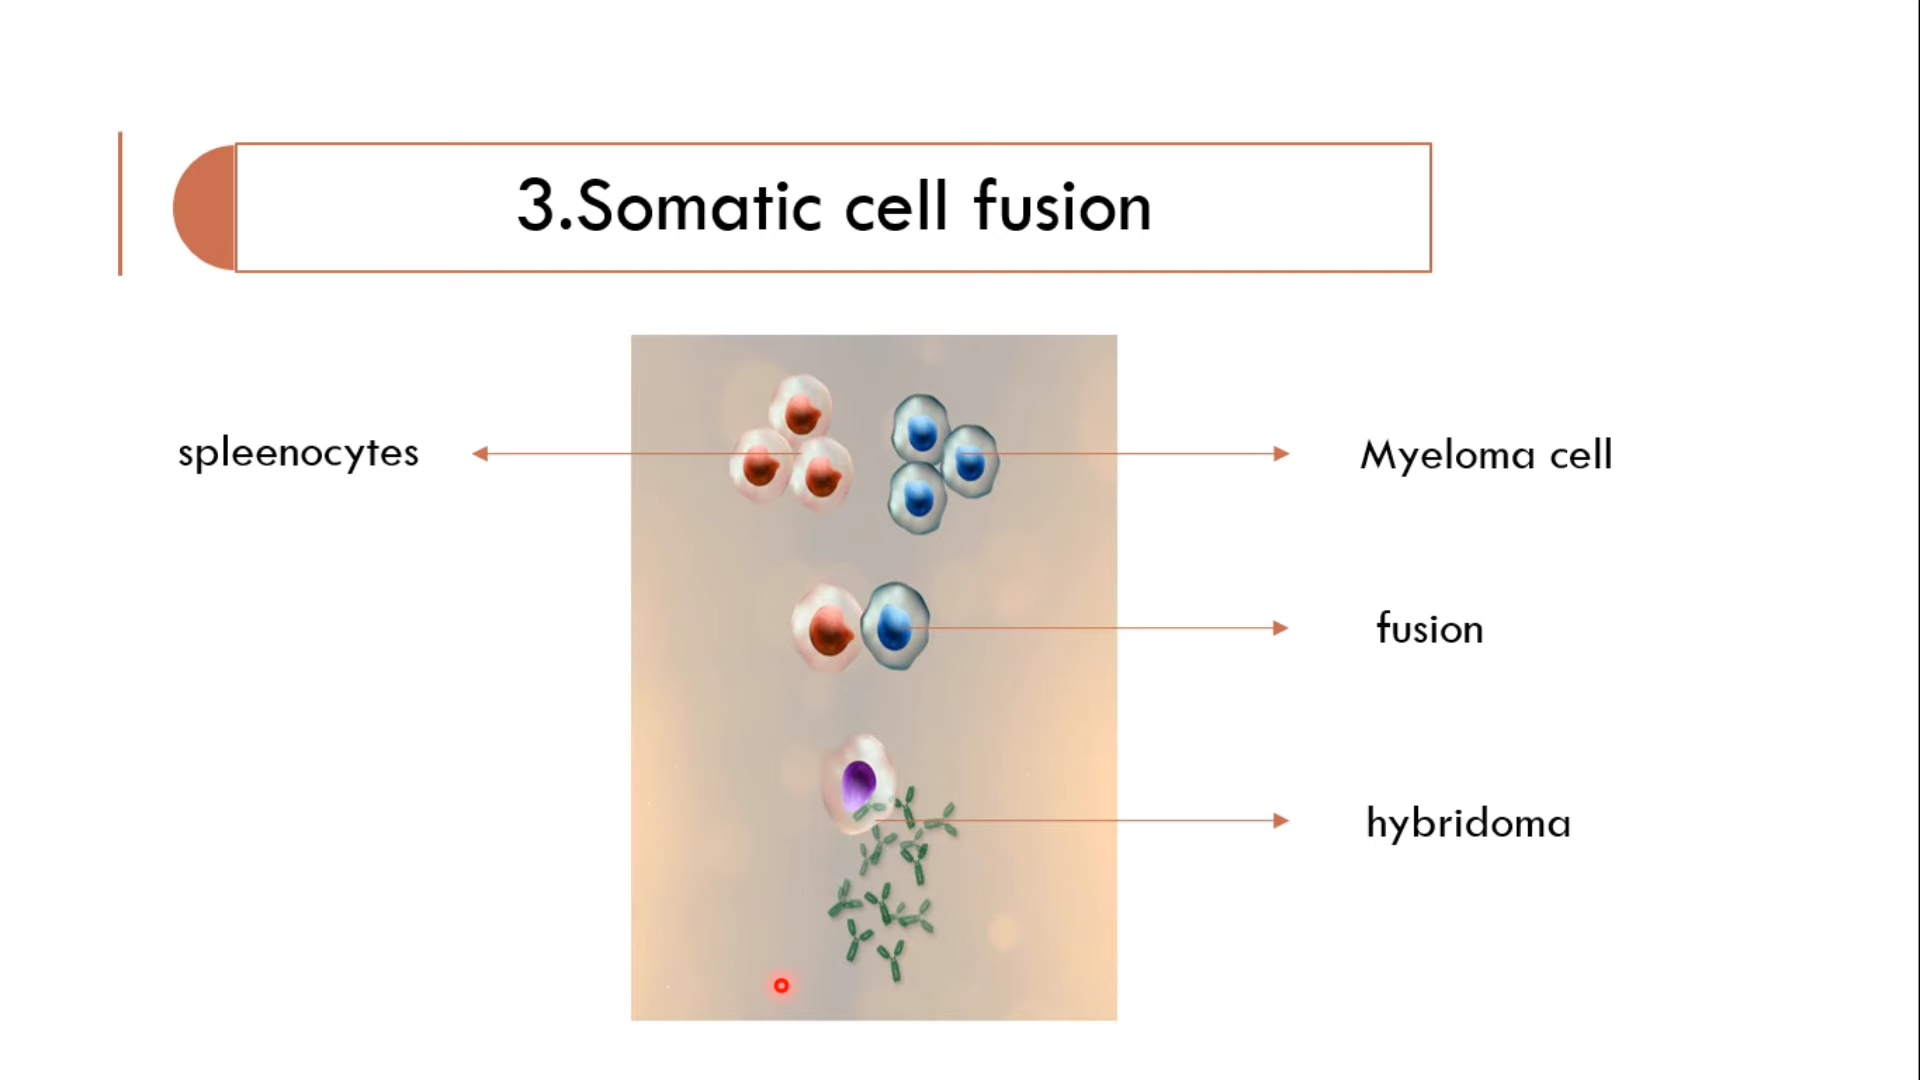 3.Somatic cell fusion
spleenocytes
Myeloma cell
fusion
hybridoma